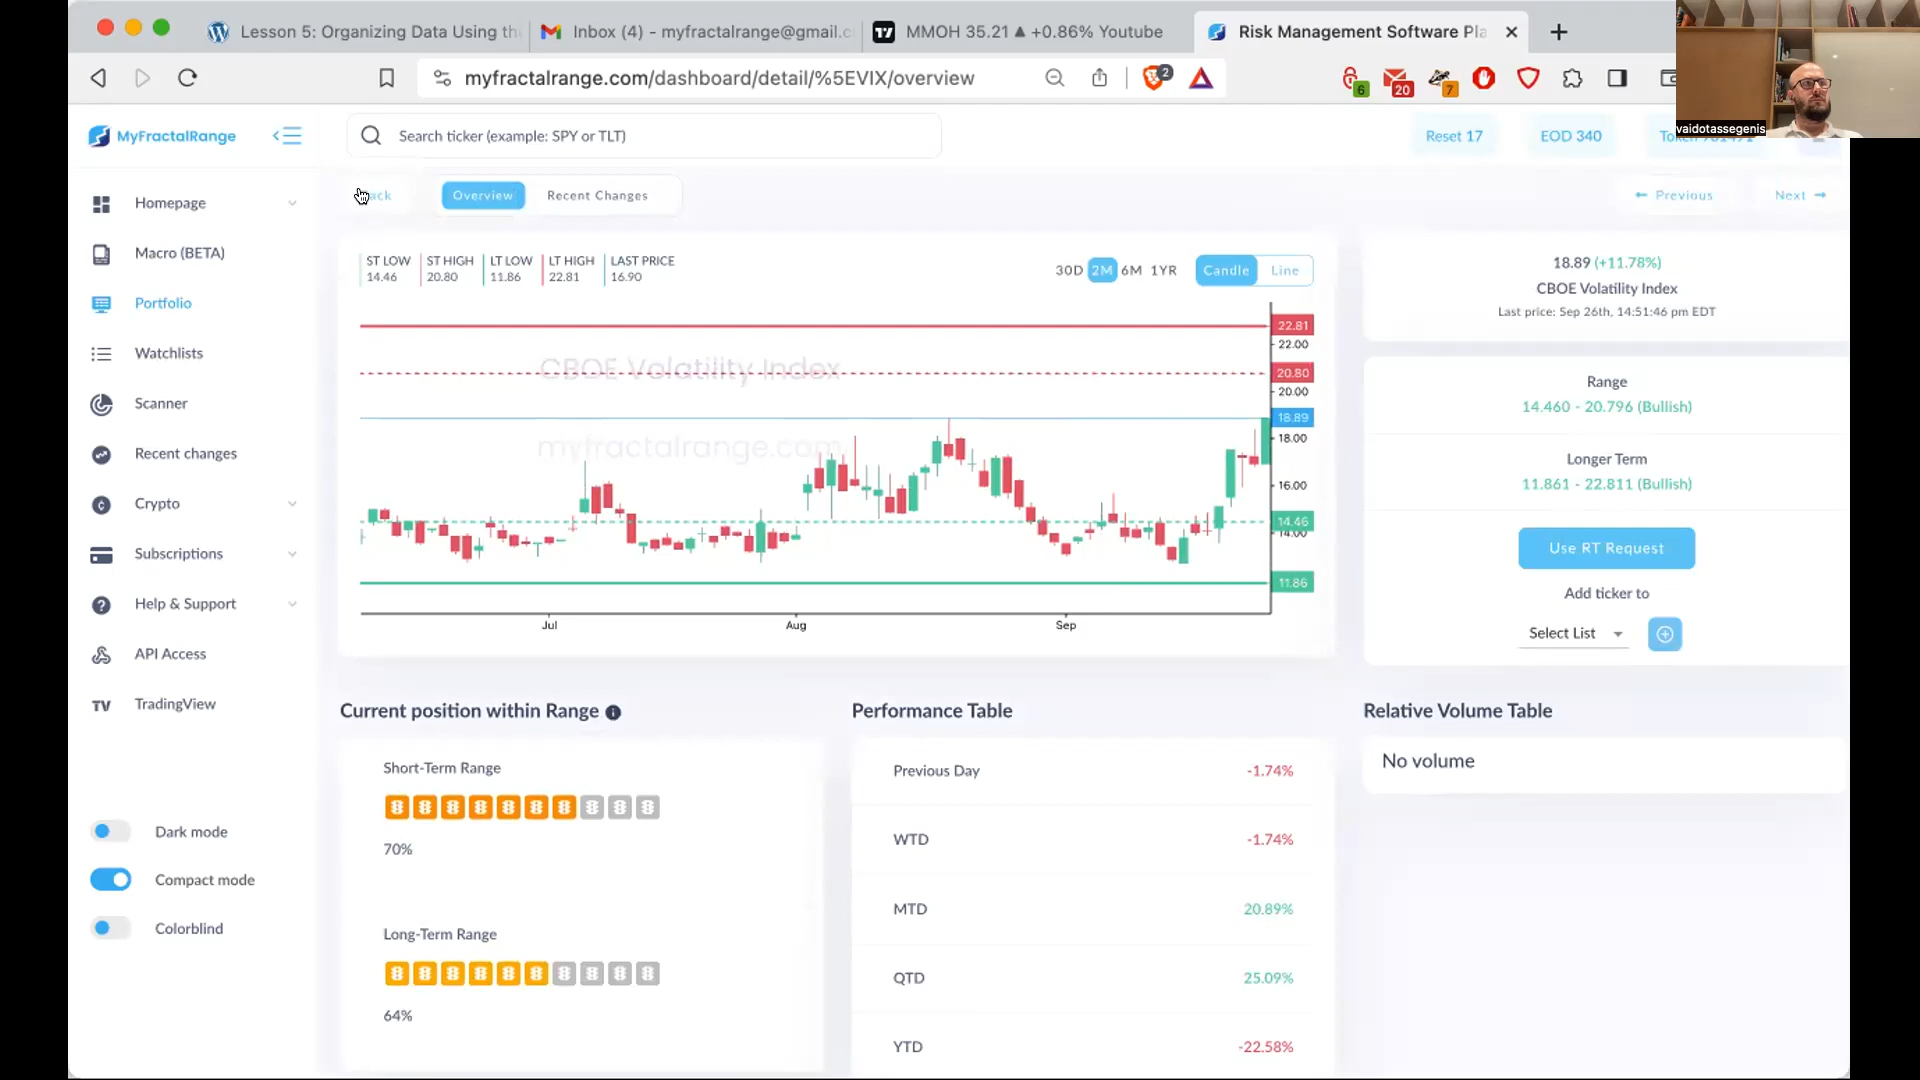 Lesson 5: Organizing Data Using th
Inbox (4) - myfractalrange@gmail.c
MMOH 35.21 ▲ +0.86% Youtube
Risk Management Software Pla
myfractalrange.com/dashboard/detail/%5EVIX/overview
2
6
20
7
vaidotassegenis
MyFractalRange
Search ticker (example: SPY or TLT)
Reset 17
EOD 340
Overview
Recent Changes
← Previous
Next →
Homepage
Macro (BETA)
Portfolio
Watchlists
Scanner
Recent changes
Crypto
Subscriptions
Help & Support
API Access
TV TradingView
Dark mode
Compact mode
Colorblind
ST LOW 14.46
ST HIGH 20.80
LT LOW 11.86
LT HIGH 22.81
LAST PRICE 16.90
30D 2M 6M 1YR
Candle
Line
CBOE Volatility Index
myfractalrange.com
22.81
22.00
20.80
20.00
18.89
18.00
16.00
14.46
14.00
11.86
Jul
Aug
Sep
18.89 (+11.78%)
CBOE Volatility Index
Last price: Sep 26th, 14:51:46 pm EDT
Range
14.460 - 20.796 (Bullish)
Longer Term
11.861 - 22.811 (Bullish)
Use RT Request
Add ticker to
Select List
Current position within Range
Short-Term Range
70%
Long-Term Range
64%
Performance Table
Previous Day -1.74%
WTD -1.74%
MTD 20.89%
QTD 25.09%
YTD -22.58%
Relative Volume Table
No volume